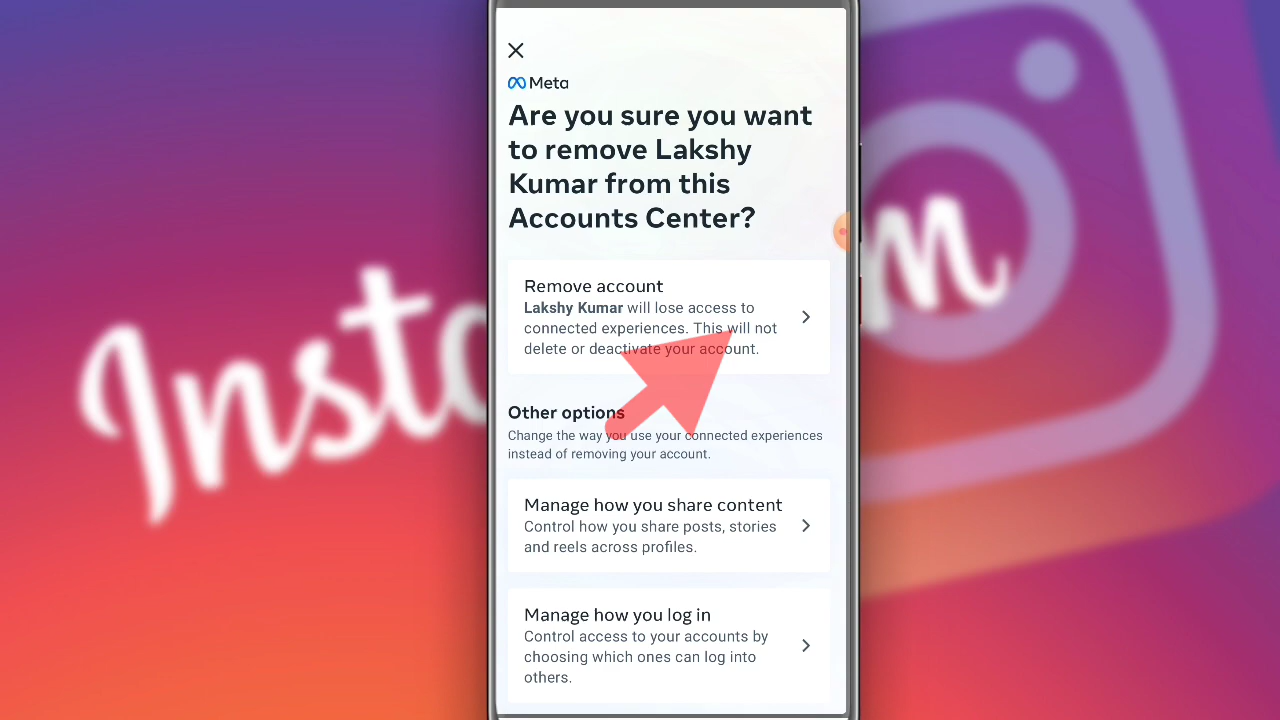 Meta
Are you sure you want
to remove Lakshy
Kumar from this
Accounts Center?
Remove account
Lakshy Kumar will lose access to
connected experiences. This will not
delete or deactivate your account.
Other options
Change the way you use your connected experiences
instead of removing your account.
Manage how you share content
Control how you share posts, stories
and reels across profiles.
Manage how you log in
Control access to your accounts by
choosing which ones can log into
others.
Insta
m